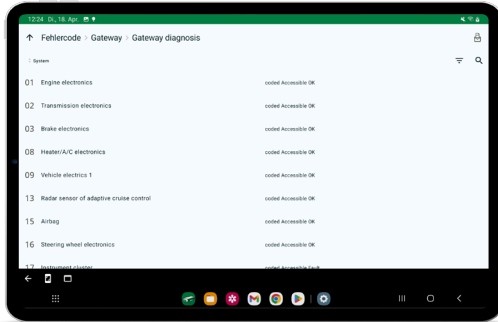 12:24 Di., 18. Apr.
Fehlercode > Gateway > Gateway diagnosis
System
01 Engine electronics coded Accessible OK
02 Transmission electronics coded Accessible OK
03 Brake electronics coded Accessible OK
08 Heater/A/C electronics coded Accessible OK
09 Vehicle electrics 1 coded Accessible OK
13 Radar sensor of adaptive cruise control coded Accessible OK
15 Airbag coded Accessible OK
16 Steering wheel electronics coded Accessible OK
17 Instrument cluster coded Accessible Fault